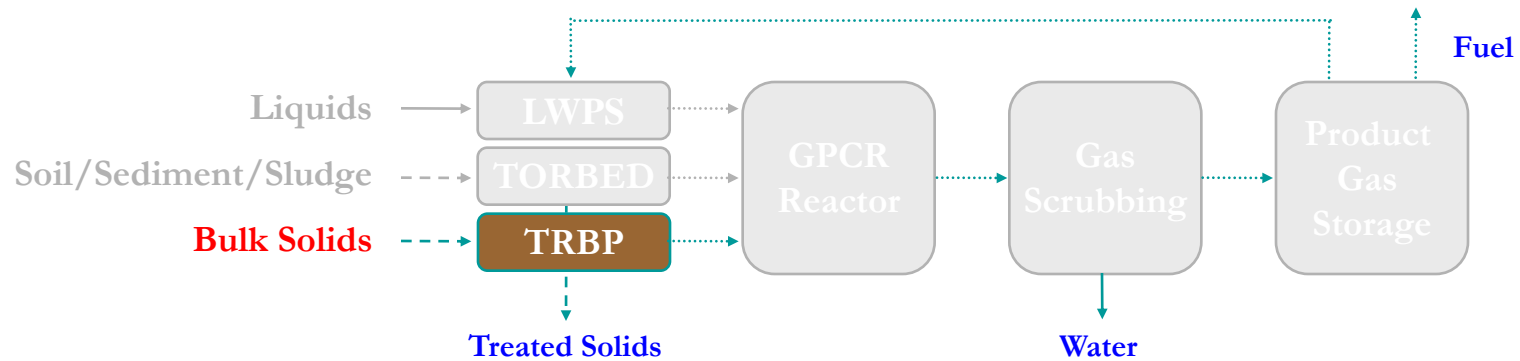 Fuel
Liquids
LWPS
Soil/Sediment/Sludge
TORBED
Bulk Solids
TRBP
GPCR
Reactor
Gas
Scrubbing
Product
Gas
Storage
Treated Solids
Water